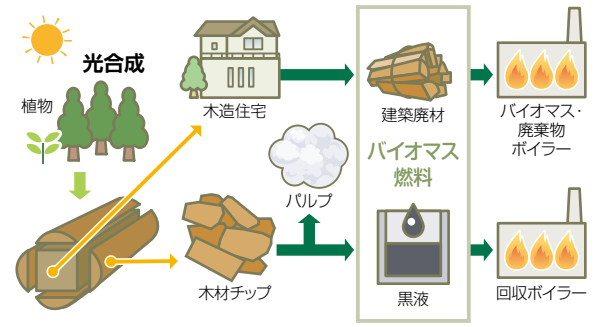 光合成
植物
木造住宅
建築廃材
バイオマス・
廃棄物
ボイラー
バイオマス
燃料
パルプ
木材チップ
黒液
回収ボイラー